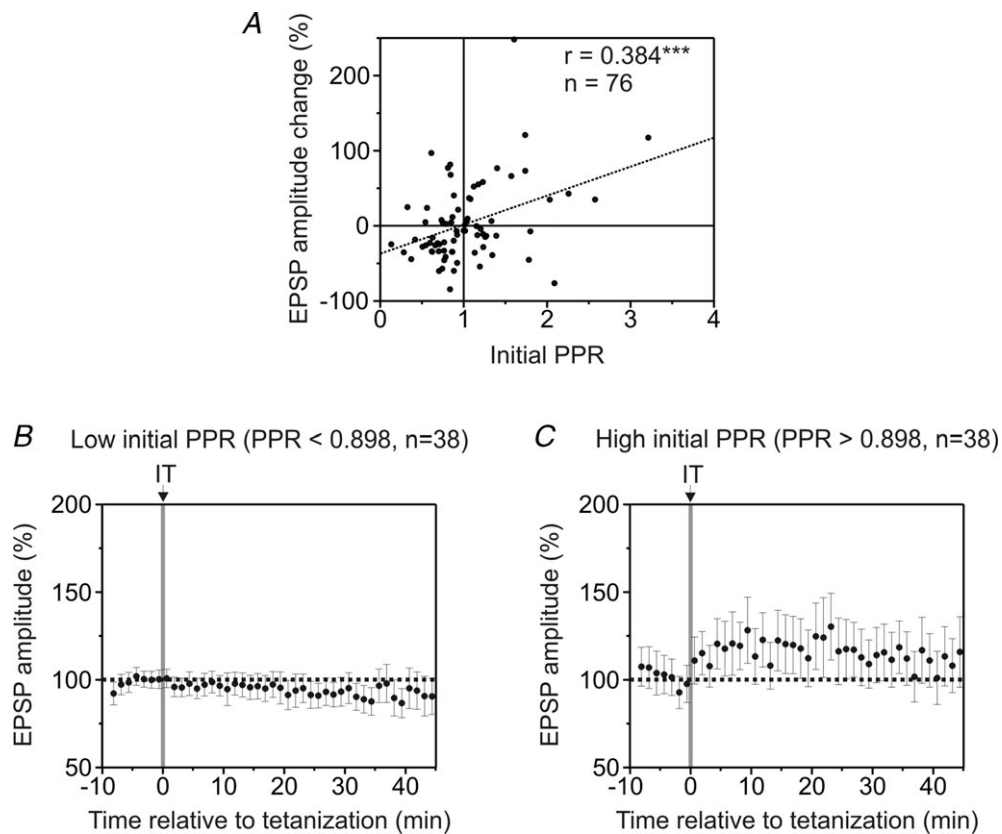 A
EPSP amplitude change (%)
200
100
0
-100
r = 0.384***
n = 76
0 1 2 3 4
Initial PPR
B Low initial PPR (PPR < 0.898, n=38)
IT
EPSP amplitude (%)
200
150
100
50
-10 0 10 20 30 40
Time relative to tetanization (min)
C High initial PPR (PPR > 0.898, n=38)
IT
EPSP amplitude (%)
200
150
100
50
-10 0 10 20 30 40
Time relative to tetanization (min)